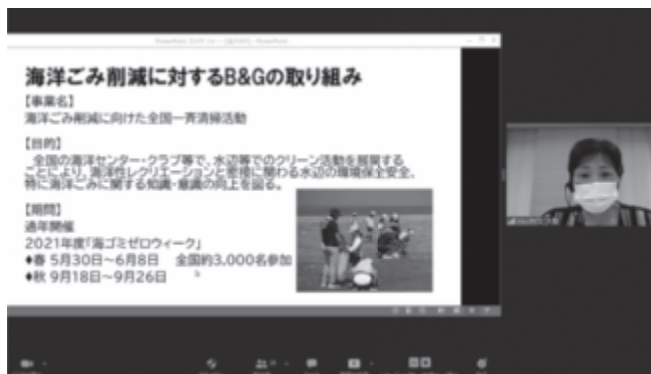 海洋ごみ削減に対するB&Gの取り組み
【事業名】
海洋ごみ削減に向けた全国一斉清掃活動
【目的】
全国の海洋センター・クラブ等で、水辺等でのクリーン活動を展開する
ことにより、海洋性レクリエーションと密接に関わる水辺の環境保全安全、
特に海洋ごみに関する知識・意識の向上を図る。
【期間】
通年開催
2021年度「海ゴミゼロウィーク」
♦春 5月30日～6月8日 全国約3,000名参加
♦秋 9月18日～9月26日